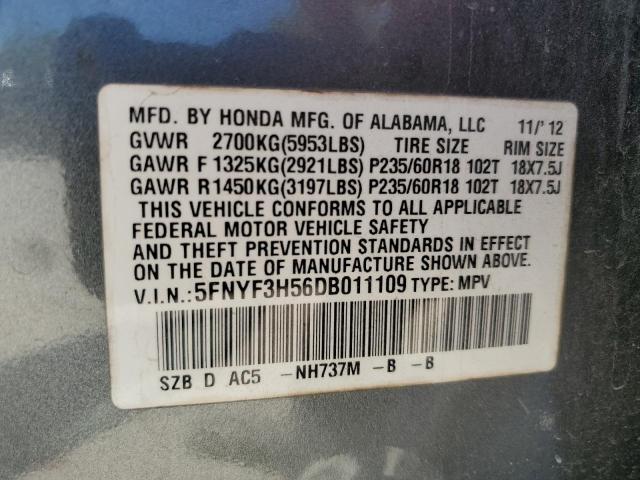 MFD. BY HONDA MFG. OF ALABAMA, LLC 11/'12
GVWR 2700KG(5953LBS) TIRE SIZE RIM SIZE
GAWR F 1325KG(2921LBS) P235/60R18 102T 18X7.5J
GAWR R1450KG(3197LBS) P235/60R18 102T 18X7.5J
THIS VEHICLE CONFORMS TO ALL APPLICABLE
FEDERAL MOTOR VEHICLE SAFETY
AND THEFT PREVENTION STANDARDS IN EFFECT
ON THE DATE OF MANUFACTURE SHOWN ABOVE.
V.I.N.:5FNYF3H56DB011109 TYPE: MPV
SZB D AC5 -NH737M -B -B